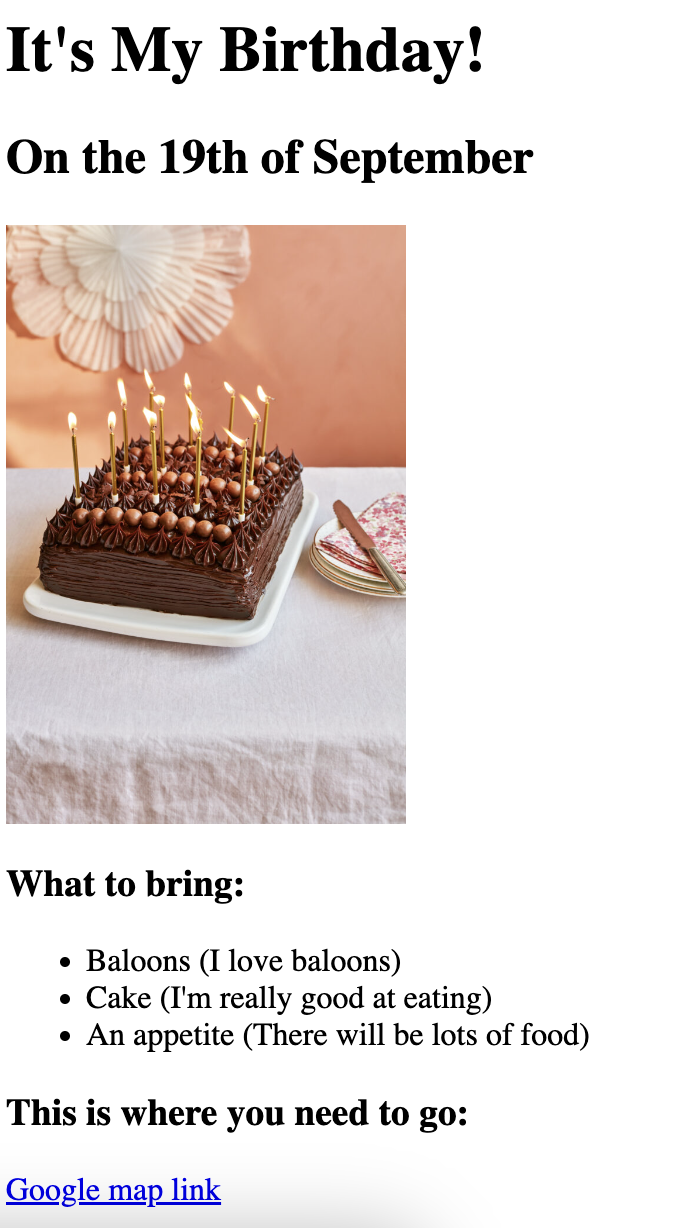 It's My Birthday!
On the 19th of September
What to bring:
Baloons (I love baloons)
Cake (I'm really good at eating)
An appetite (There will be lots of food)
This is where you need to go:
Google map link